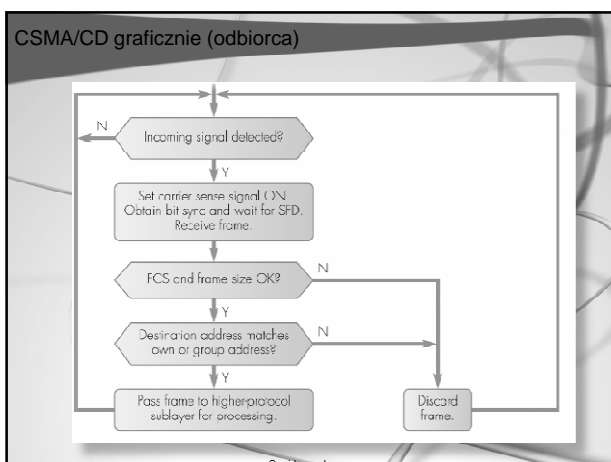 CSMA/CD graficznie (odbiorca)
N
Incoming signal detected?
Y
Set carrier sense signal ON.
Obtain bit sync and wait for SFD.
Receive frame.
FCS and frame size OK?
N
Y
Destination address matches
own or group address?
N
Y
Pass frame to higher-protocol
sublayer for processing.
Discard
frame.